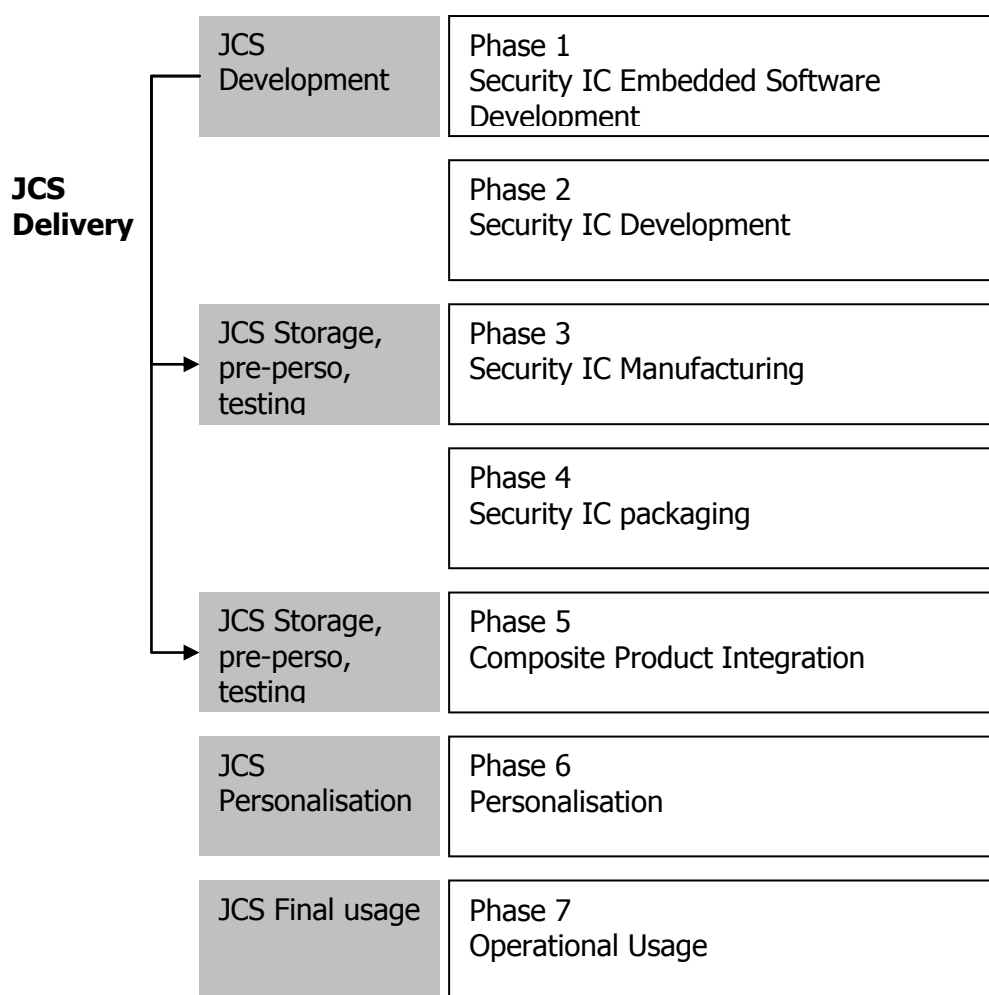 JCS
Development
Phase 1
Security IC Embedded Software
Development
JCS
Delivery
Phase 2
Security IC Development
JCS Storage,
pre-perso,
testing
Phase 3
Security IC Manufacturing
Phase 4
Security IC packaging
JCS Storage,
pre-perso,
testing
Phase 5
Composite Product Integration
JCS
Personalisation
Phase 6
Personalisation
JCS Final usage
Phase 7
Operational Usage